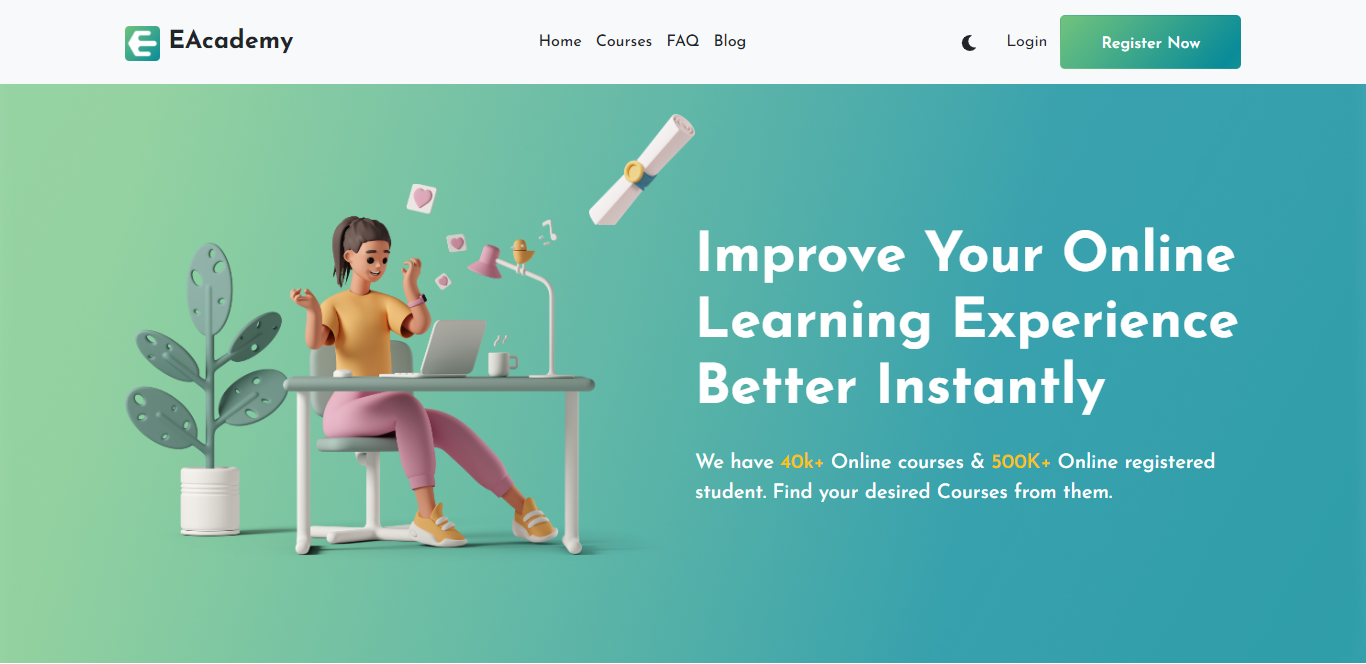 EAcademy
Home Courses FAQ Blog
Login
Register Now
Improve Your Online
Learning Experience
Better Instantly
We have 40k+ Online courses & 500K+ Online registered
student. Find your desired Courses from them.